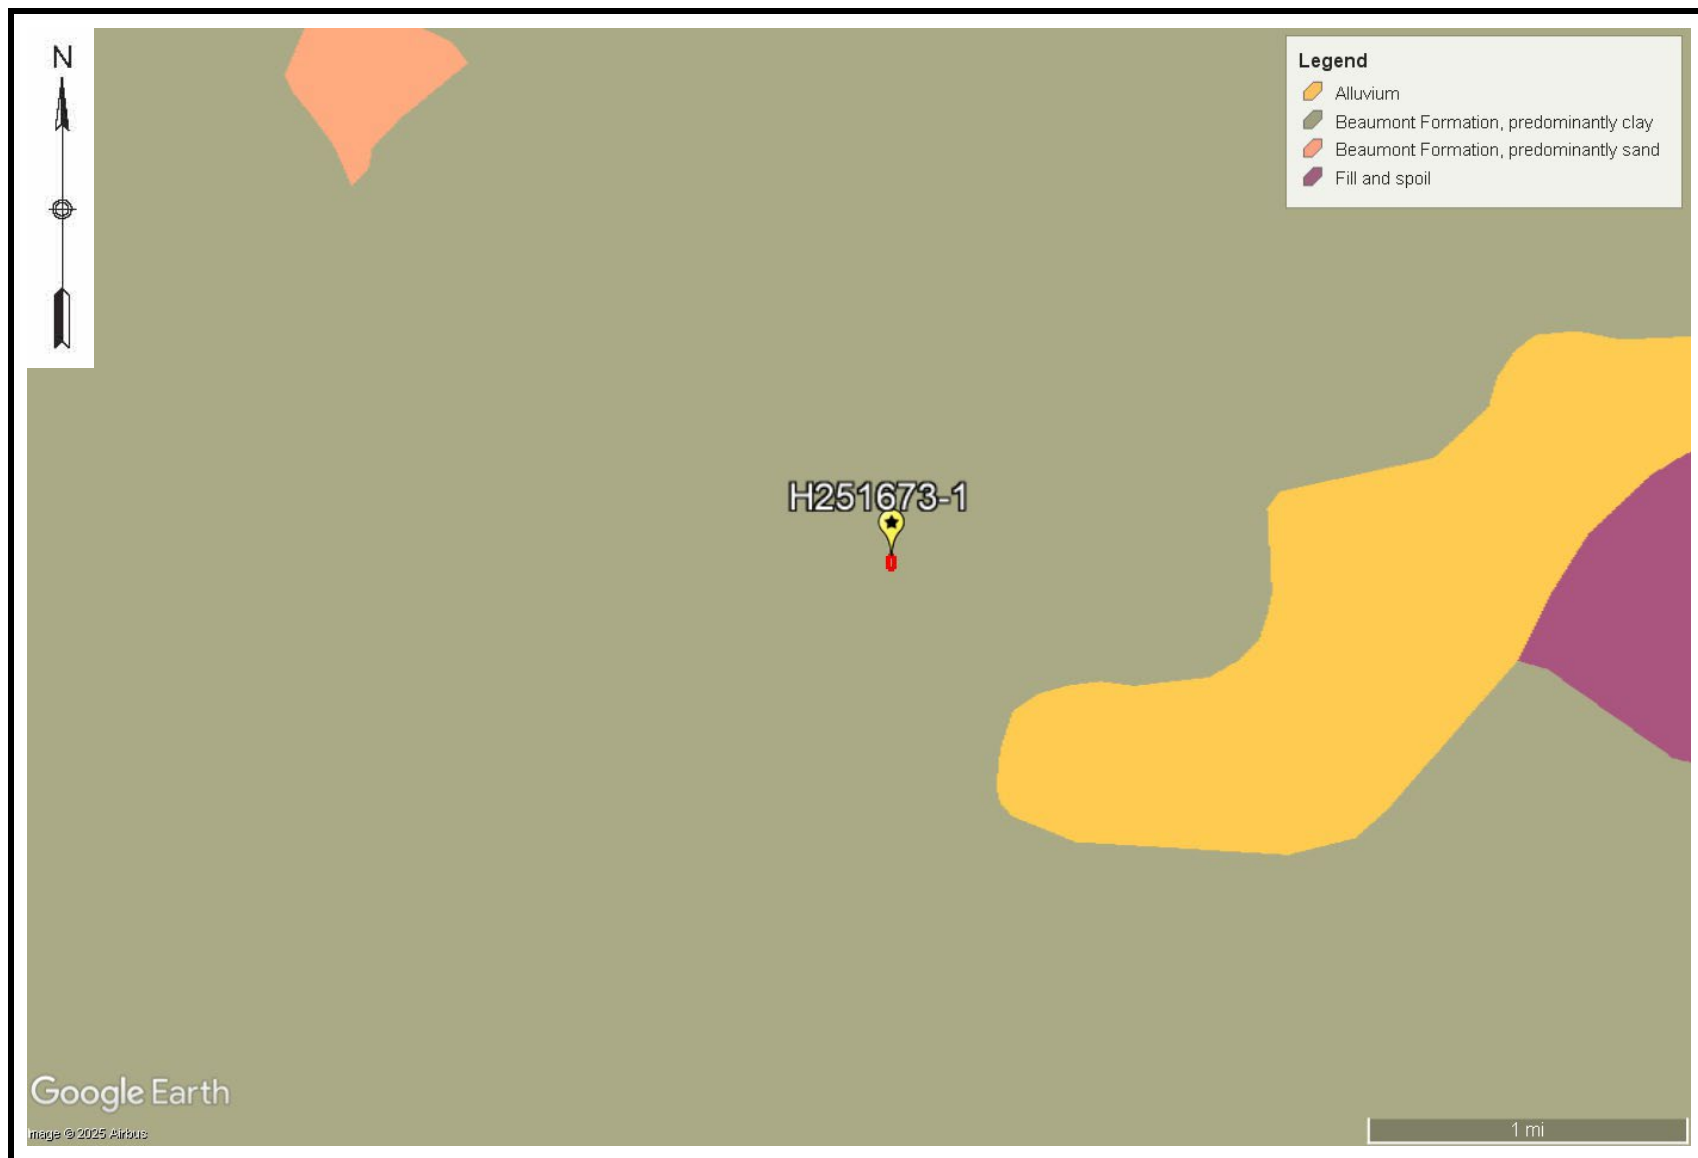 N
Legend
Alluvium
Beaumont Formation, predominantly clay
Beaumont Formation, predominantly sand
Fill and spoil
H251673-1
Google Earth
mage © 2025 Airbus
1 mi